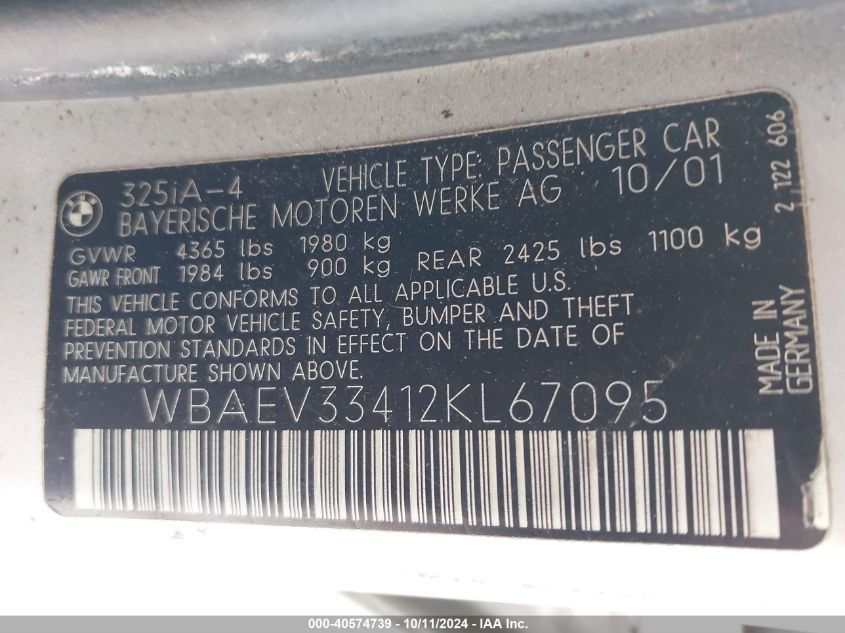 325iA-4 VEHICLE TYPE: PASSENGER CAR
BAYERISCHE MOTOREN WERKE AG 10/01
GVWR 4365 lbs 1980 kg
GAWR FRONT 1984 lbs 900 kg REAR 2425 lbs 1100 kg
THIS VEHICLE CONFORMS TO ALL APPLICABLE U.S.
FEDERAL MOTOR VEHICLE SAFETY, BUMPER AND THEFT
PREVENTION STANDARDS IN EFFECT ON THE DATE OF
MANUFACTURE SHOWN ABOVE.
WBAEV33412KL67095
2 122 606
MADE IN
GERMANY
000-40574739 - 10/11/2024 - IAA Inc.